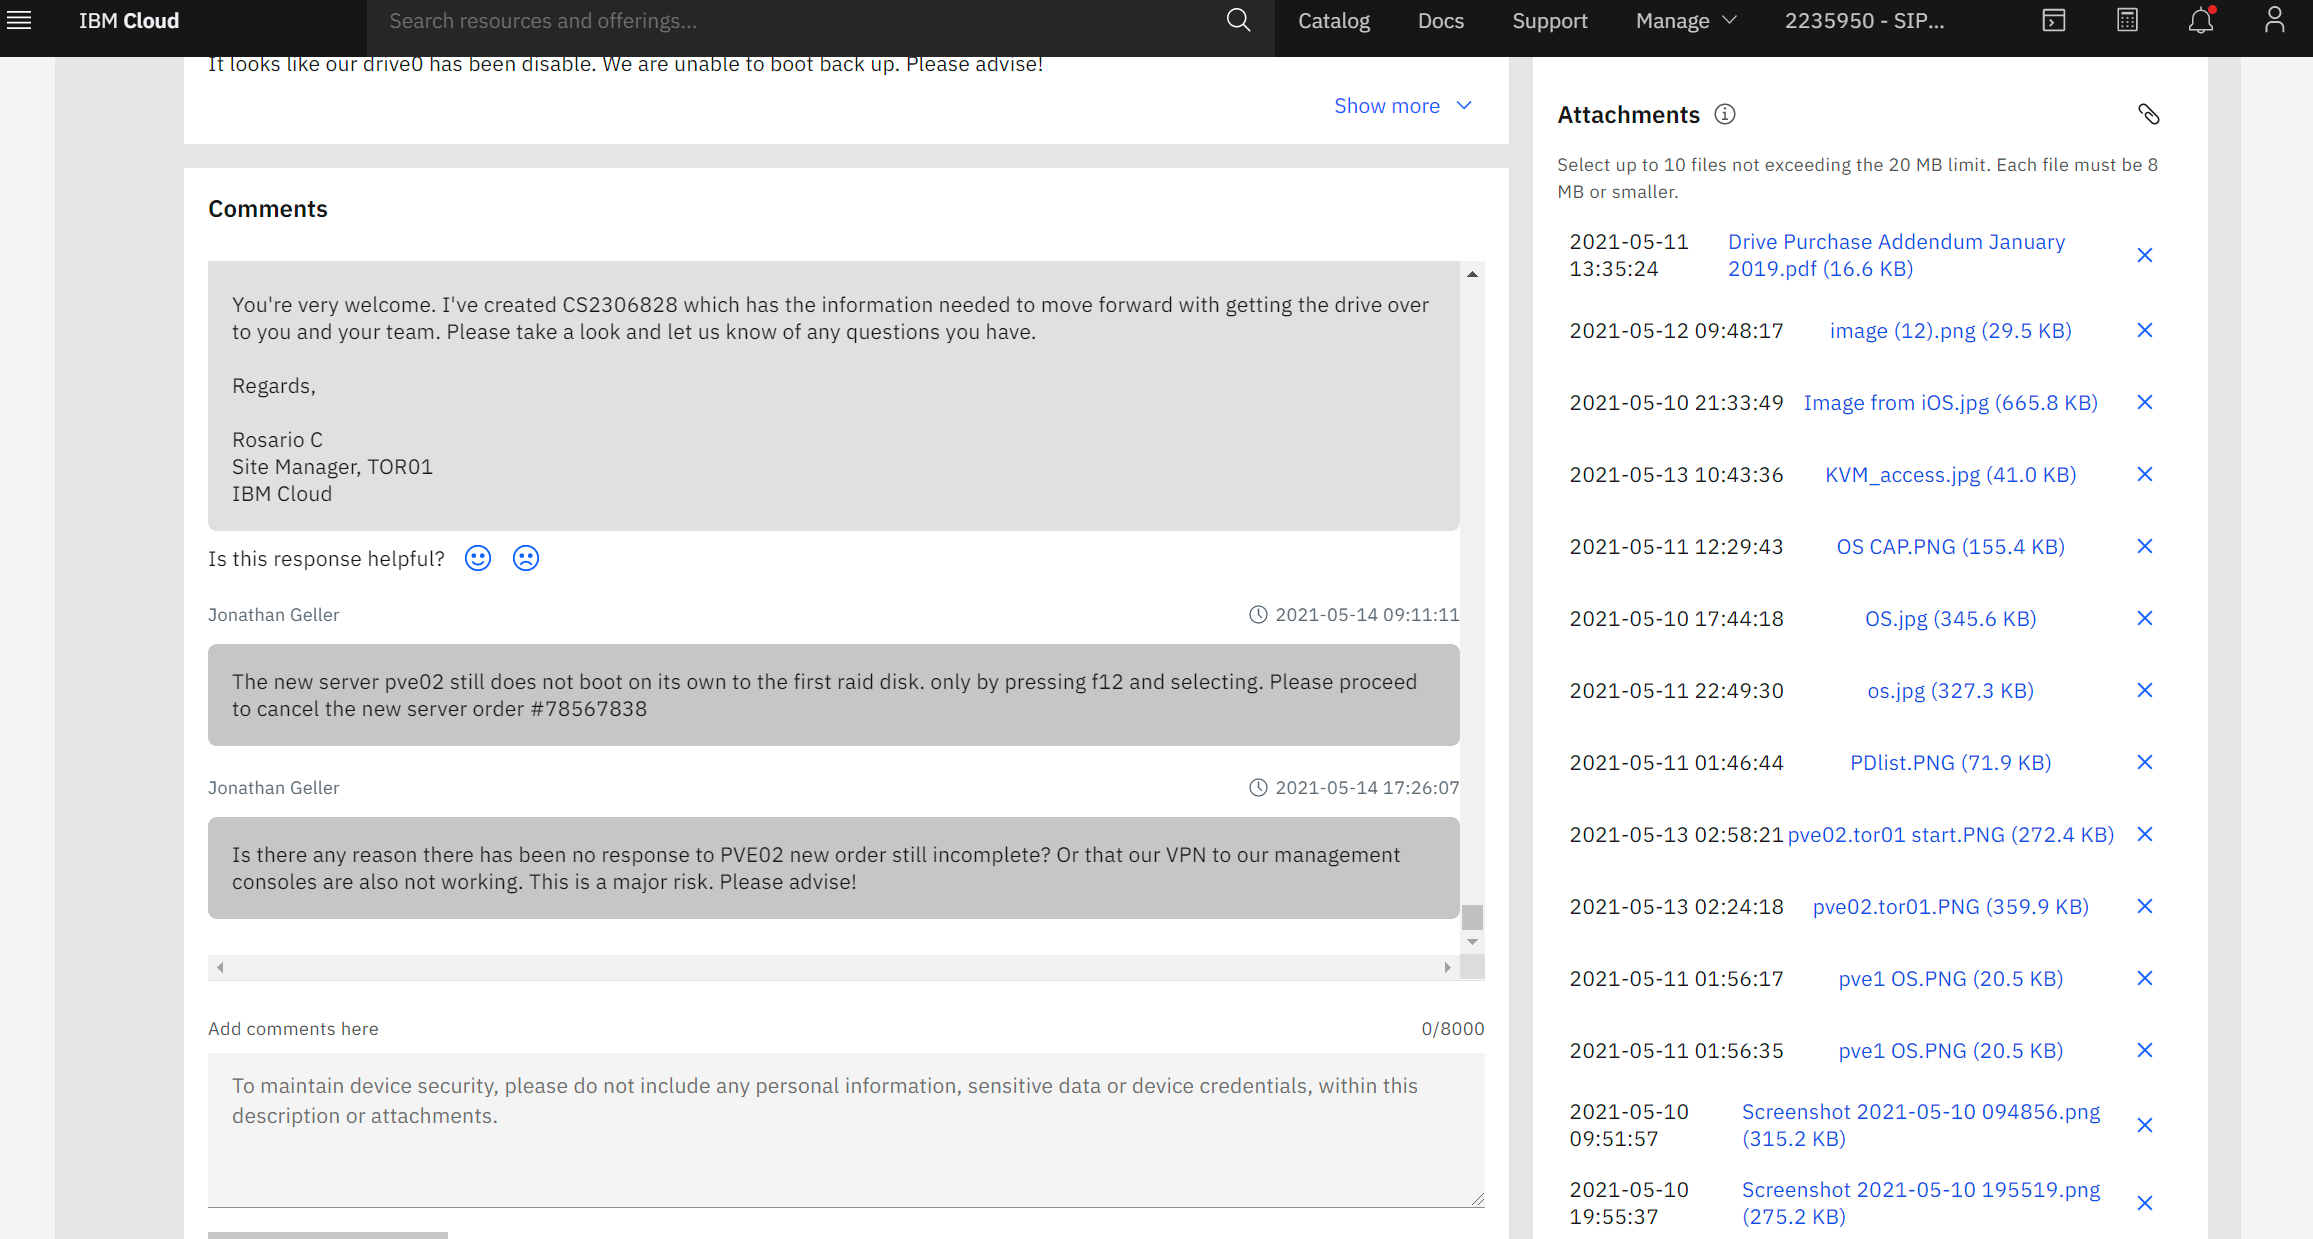 IBM Cloud
Search resources and offerings...
Catalog
Docs
Support
Manage
2235950 - SIP...
It looks like our drive0 has been disable. We are unable to boot back up. Please advise!
Show more
Comments
You're very welcome. I've created CS2306828 which has the information needed to move forward with getting the drive over
to you and your team. Please take a look and let us know of any questions you have.
Regards,
Rosario C
Site Manager, TOR01
IBM Cloud
Is this response helpful?
Jonathan Geller
2021-05-14 09:11:11
The new server pve02 still does not boot on its own to the first raid disk. only by pressing f12 and selecting. Please proceed
to cancel the new server order #78567838
Jonathan Geller
2021-05-14 17:26:07
Is there any reason there has been no response to PVE02 new order still incomplete? Or that our VPN to our management
consoles are also not working. This is a major risk. Please advise!
Add comments here
0/8000
To maintain device security, please do not include any personal information, sensitive data or device credentials, within this
description or attachments.
Attachments
Select up to 10 files not exceeding the 20 MB limit. Each file must be 8
MB or smaller.
2021-05-11
13:35:24
Drive Purchase Addendum January
2019.pdf (16.6 KB)
2021-05-12 09:48:17
image (12).png (29.5 KB)
2021-05-10 21:33:49
Image from iOS.jpg (665.8 KB)
2021-05-13 10:43:36
KVM_access.jpg (41.0 KB)
2021-05-11 12:29:43
OS CAP.PNG (155.4 KB)
2021-05-10 17:44:18
OS.jpg (345.6 KB)
2021-05-11 22:49:30
os.jpg (327.3 KB)
2021-05-11 01:46:44
PDlist.PNG (71.9 KB)
2021-05-13 02:58:21
pve02.tor01 start.PNG (272.4 KB)
2021-05-13 02:24:18
pve02.tor01.PNG (359.9 KB)
2021-05-11 01:56:17
pve1 OS.PNG (20.5 KB)
2021-05-11 01:56:35
pve1 OS.PNG (20.5 KB)
2021-05-10
09:51:57
Screenshot 2021-05-10 094856.png
(315.2 KB)
2021-05-10
19:55:37
Screenshot 2021-05-10 195519.png
(275.2 KB)